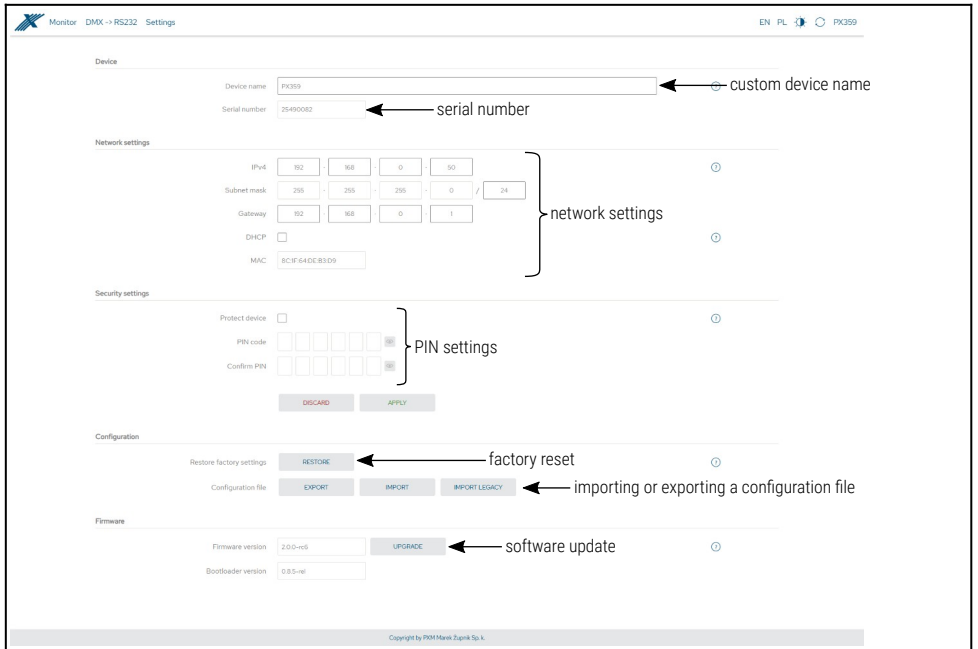 Monitor DMX -> RS232 Settings EN PL PX359
Device
Device name PX359 ? custom device name
Serial number 25490082 serial number
Network settings
IPv4 192 . 168 . 0 . 50 ?
Subnet mask 255 . 255 . 255 . 0 / 24
Gateway 192 . 168 . 0 . 1 network settings
DHCP ?
MAC 8C:1F:64:DE:B3:D9
Security settings
Protect device ?
PIN code
PIN settings
Confirm PIN
DISCARD APPLY
Configuration
Restore factory settings RESTORE factory reset ?
Configuration file EXPORT IMPORT IMPORT LEGACY importing or exporting a configuration file
Firmware
Firmware version 2.0.0-rc6 UPGRADE software update ?
Bootloader version 0.8.5-rel
Copyright by PXM Marek Żupnik Sp. k.